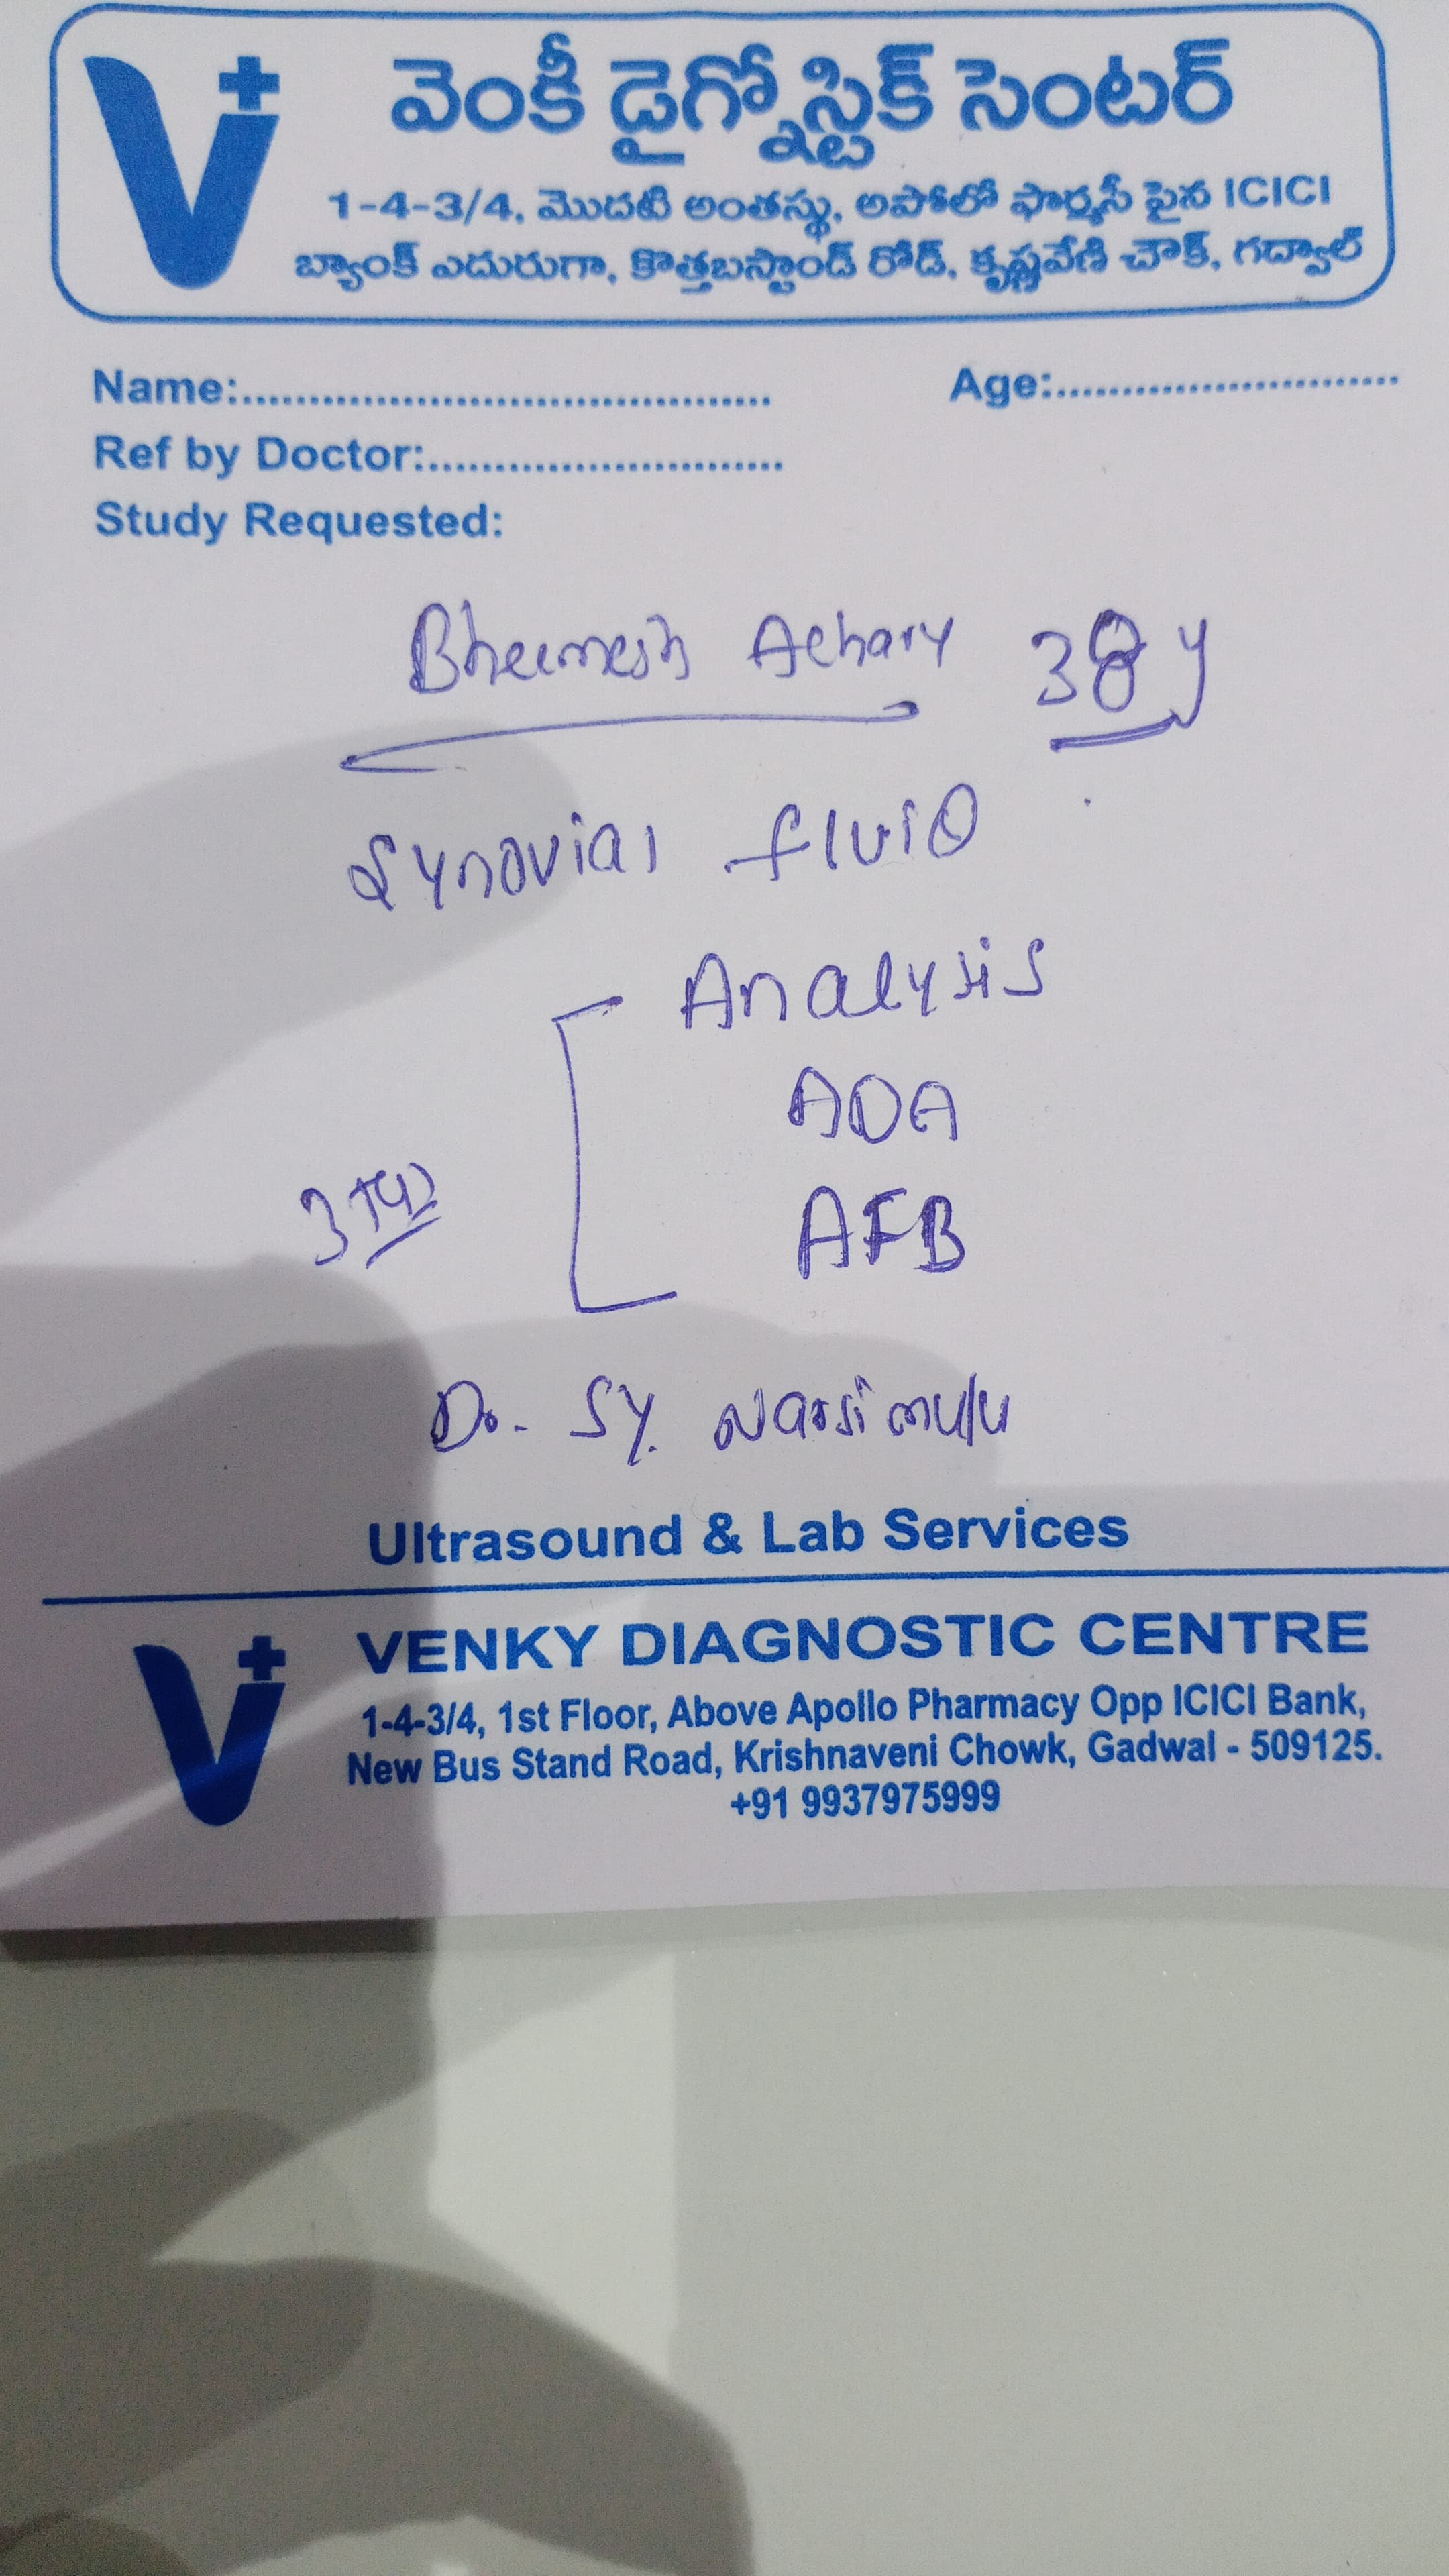 వెంకీ డైగ్నోస్టిక్ సెంటర్
1-4-3/4, మొదటి అంతస్థు, అపోలో ఫార్మసీ పైన ICICI
బ్యాంక్ ఎదురుగా, కొత్తబస్టాండ్ రోడ్, కృష్ణవేణి చౌక్, గద్వాల్
Name:........................................ Age:..........................
Ref by Doctor:...........................
Study Requested:
Bheemesh Achary 38 y
Synovial fluid
Analysis
ADA
3
AFB
Dr. SY. Narsimulu
Ultrasound & Lab Services
VENKY DIAGNOSTIC CENTRE
1-4-3/4, 1st Floor, Above Apollo Pharmacy Opp ICICI Bank,
New Bus Stand Road, Krishnaveni Chowk, Gadwal - 509125.
+91 9937975999